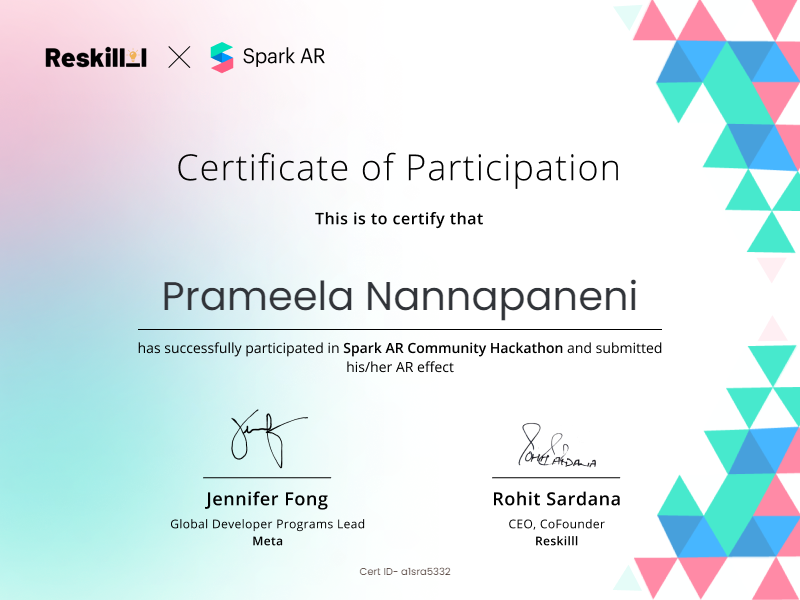 Reskilll X Spark AR
Certificate of Participation
This is to certify that
Prameela Nannapaneni
has successfully participated in Spark AR Community Hackathon and submitted
his/her AR effect
Rohit Sardana
Jennifer Fong Rohit Sardana
Global Developer Programs Lead CEO, CoFounder
Meta Reskilll
Cert ID- a1sra5332